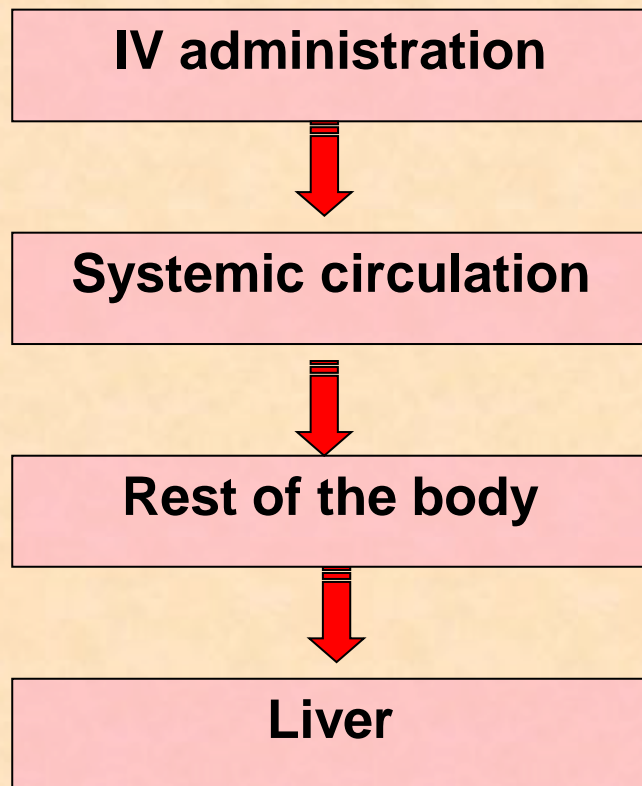 IV administration
Systemic circulation
Rest of the body
Liver